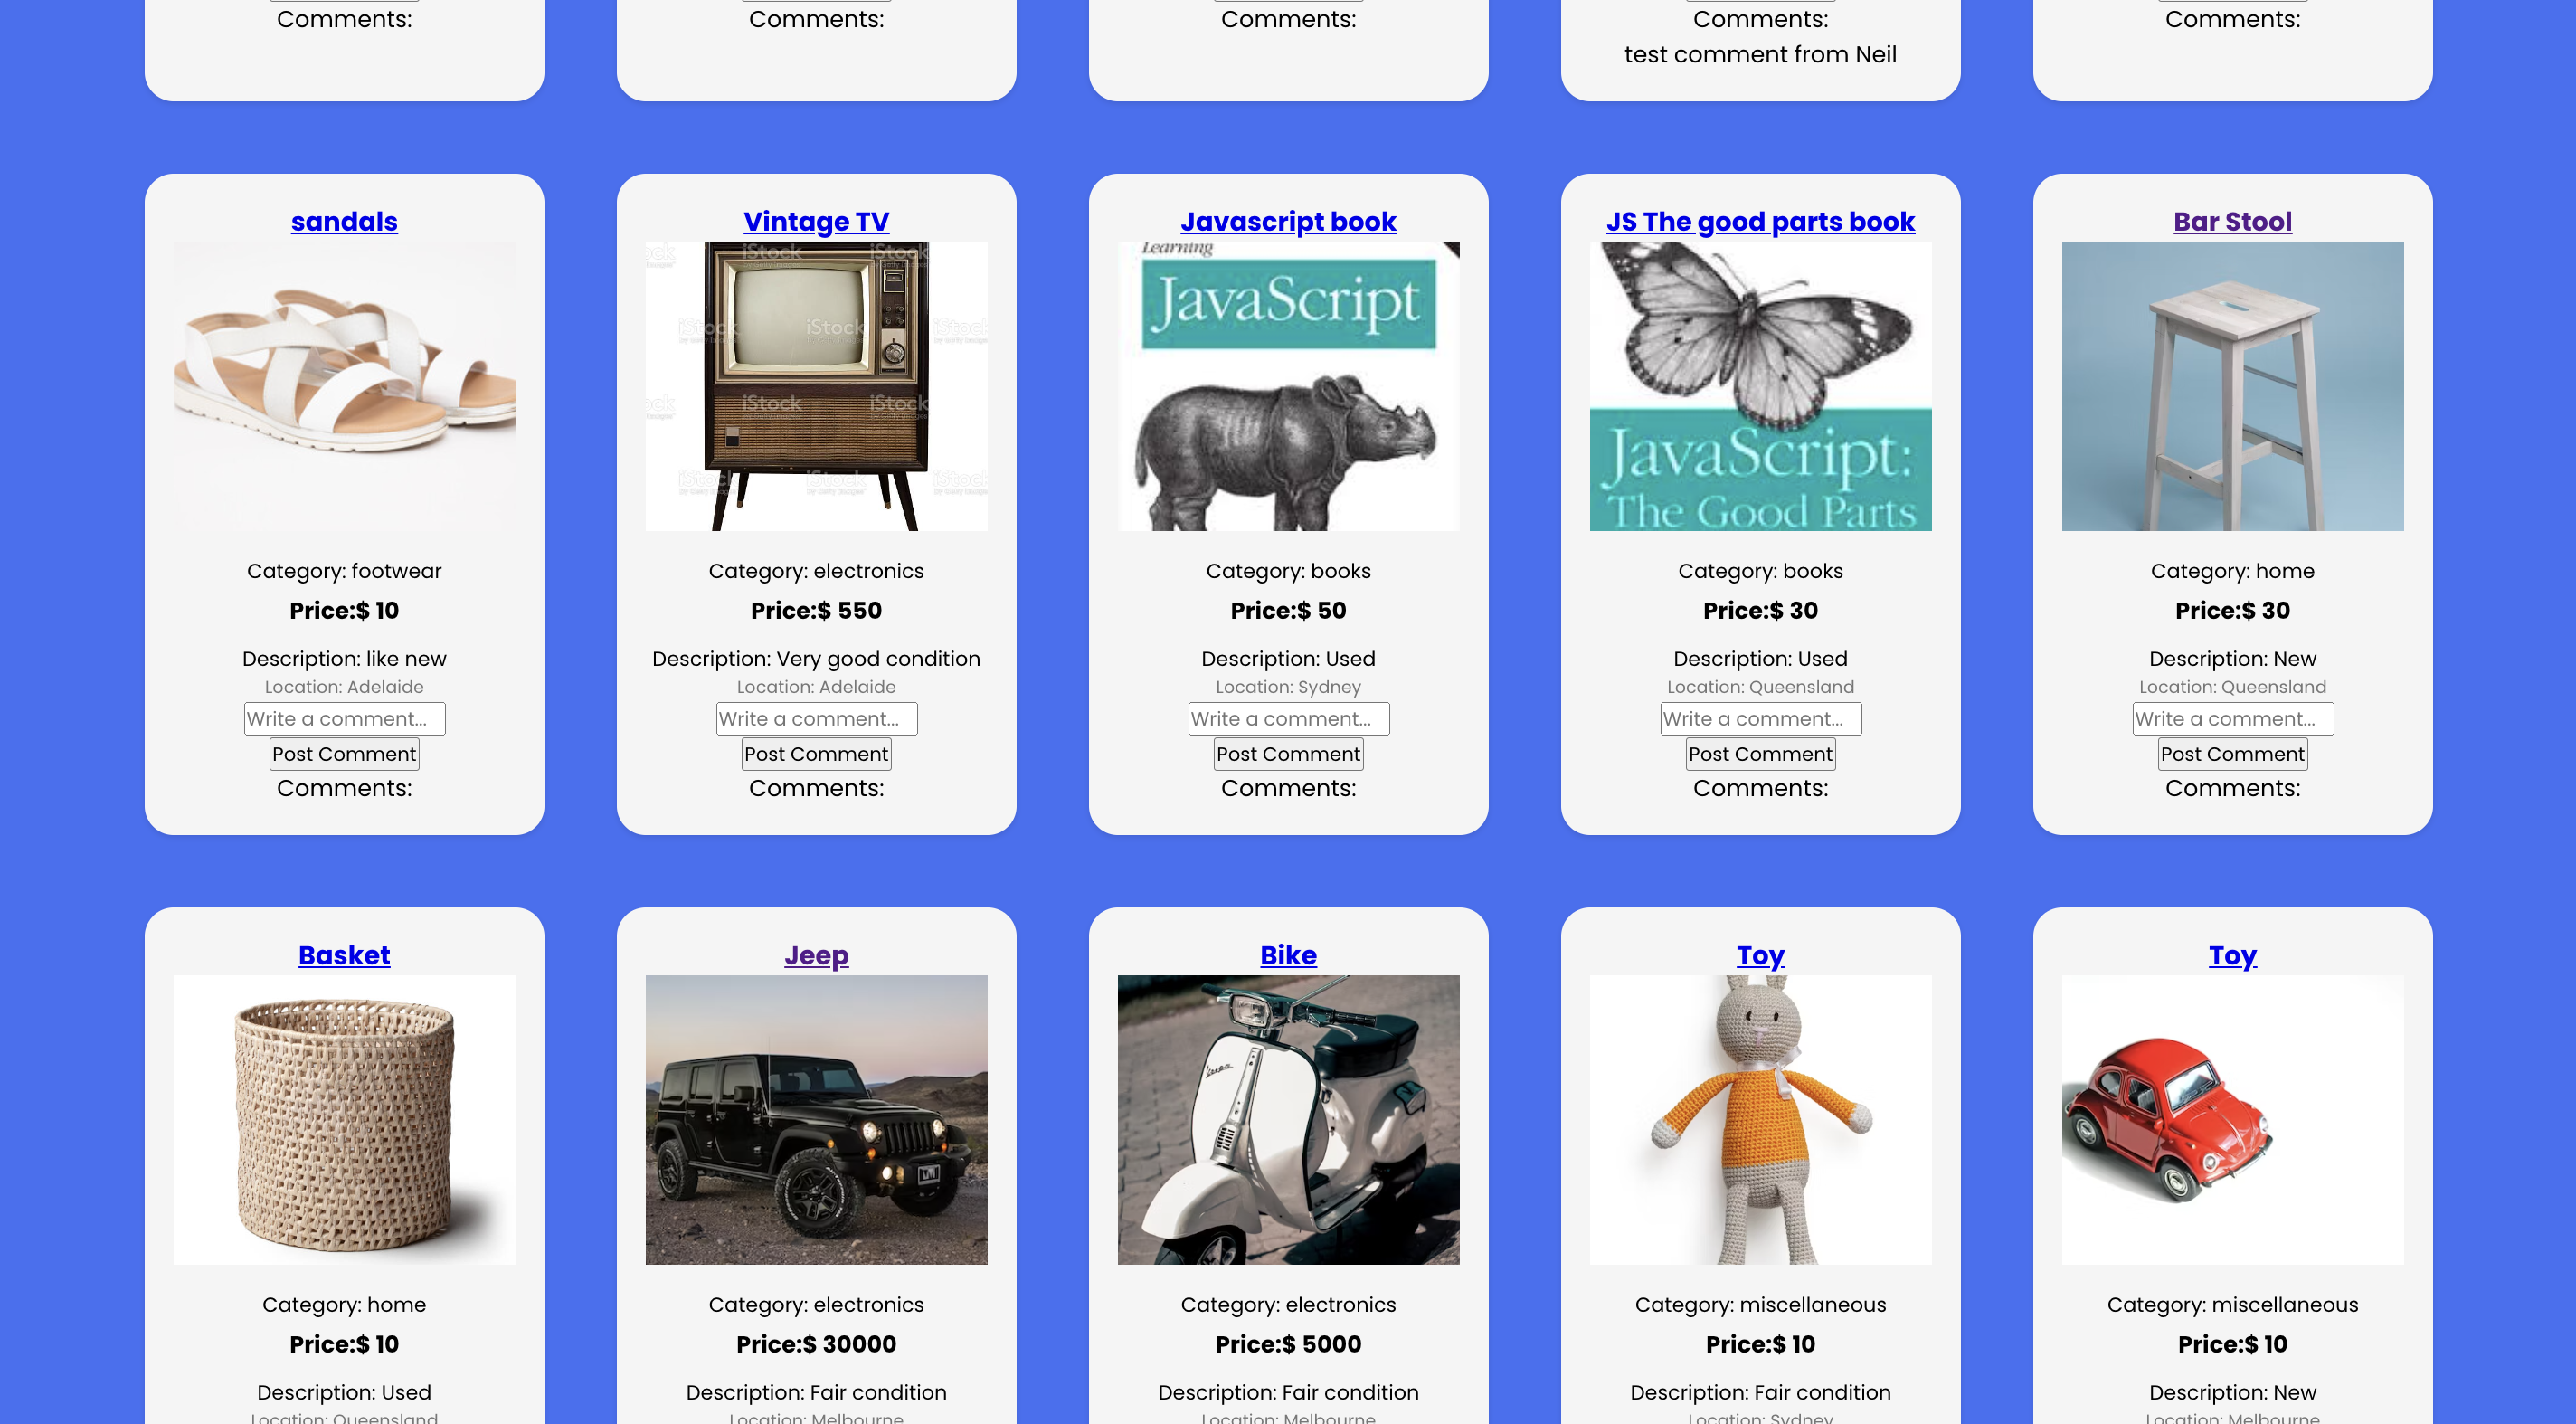 Comments:
Comments:
Comments:
Comments:
test comment from Neil
Comments:
sandals
Category: footwear
Price:$ 10
Description: like new
Location: Adelaide
Write a comment...
Post Comment
Comments:
Vintage TV
iStock
iStock
iStock
iStock
iStock
iStock
iStock
iStock
iStock
Category: electronics
Price:$ 550
Description: Very good condition
Location: Adelaide
Write a comment...
Post Comment
Comments:
Javascript book
Learning
JavaScript
Category: books
Price:$ 50
Description: Used
Location: Sydney
Write a comment...
Post Comment
Comments:
JS The good parts book
JavaScript:
The Good Parts
Category: books
Price:$ 30
Description: Used
Location: Queensland
Write a comment...
Post Comment
Comments:
Bar Stool
Category: home
Price:$ 30
Description: New
Location: Queensland
Write a comment...
Post Comment
Comments:
Basket
Category: home
Price:$ 10
Description: Used
Location: Queensland
Jeep
Category: electronics
Price:$ 30000
Description: Fair condition
Location: Melbourne
Bike
Vespa
Category: electronics
Price:$ 5000
Description: Fair condition
Location: Melbourne
Toy
Category: miscellaneous
Price:$ 10
Description: Fair condition
Location: Sydney
Toy
Category: miscellaneous
Price:$ 10
Description: New
Location: Melbourne